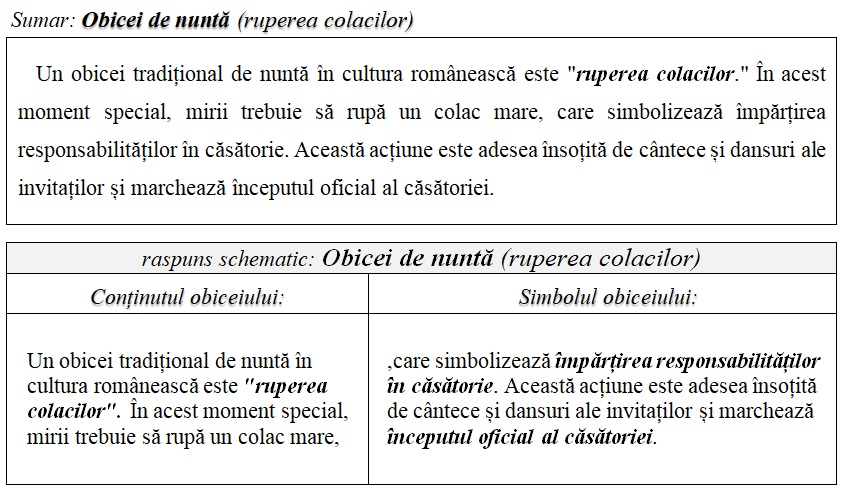 Sumar: Obicei de nuntă (ruperea colacilor)
Un obicei tradițional de nuntă în cultura românească este "ruperea colacilor." În acest
moment special, mirii trebuie să rupă un colac mare, care simbolizează împărțirea
responsabilităților în căsătorie. Această acțiune este adesea însoțită de cântece și dansuri ale
invitaților și marchează începutul oficial al căsătoriei.
raspuns schematic: Obicei de nuntă (ruperea colacilor)
Conținutul obiceiului:
Simbolul obiceiului:
Un obicei tradițional de nuntă în
cultura românească este "ruperea
colacilor". În acest moment special,
mirii trebuie să rupă un colac mare,
,care simbolizează împărțirea responsabilităților
în căsătorie. Această acțiune este adesea însoțită
de cântece și dansuri ale invitaților și marchează
începutul oficial al căsătoriei.